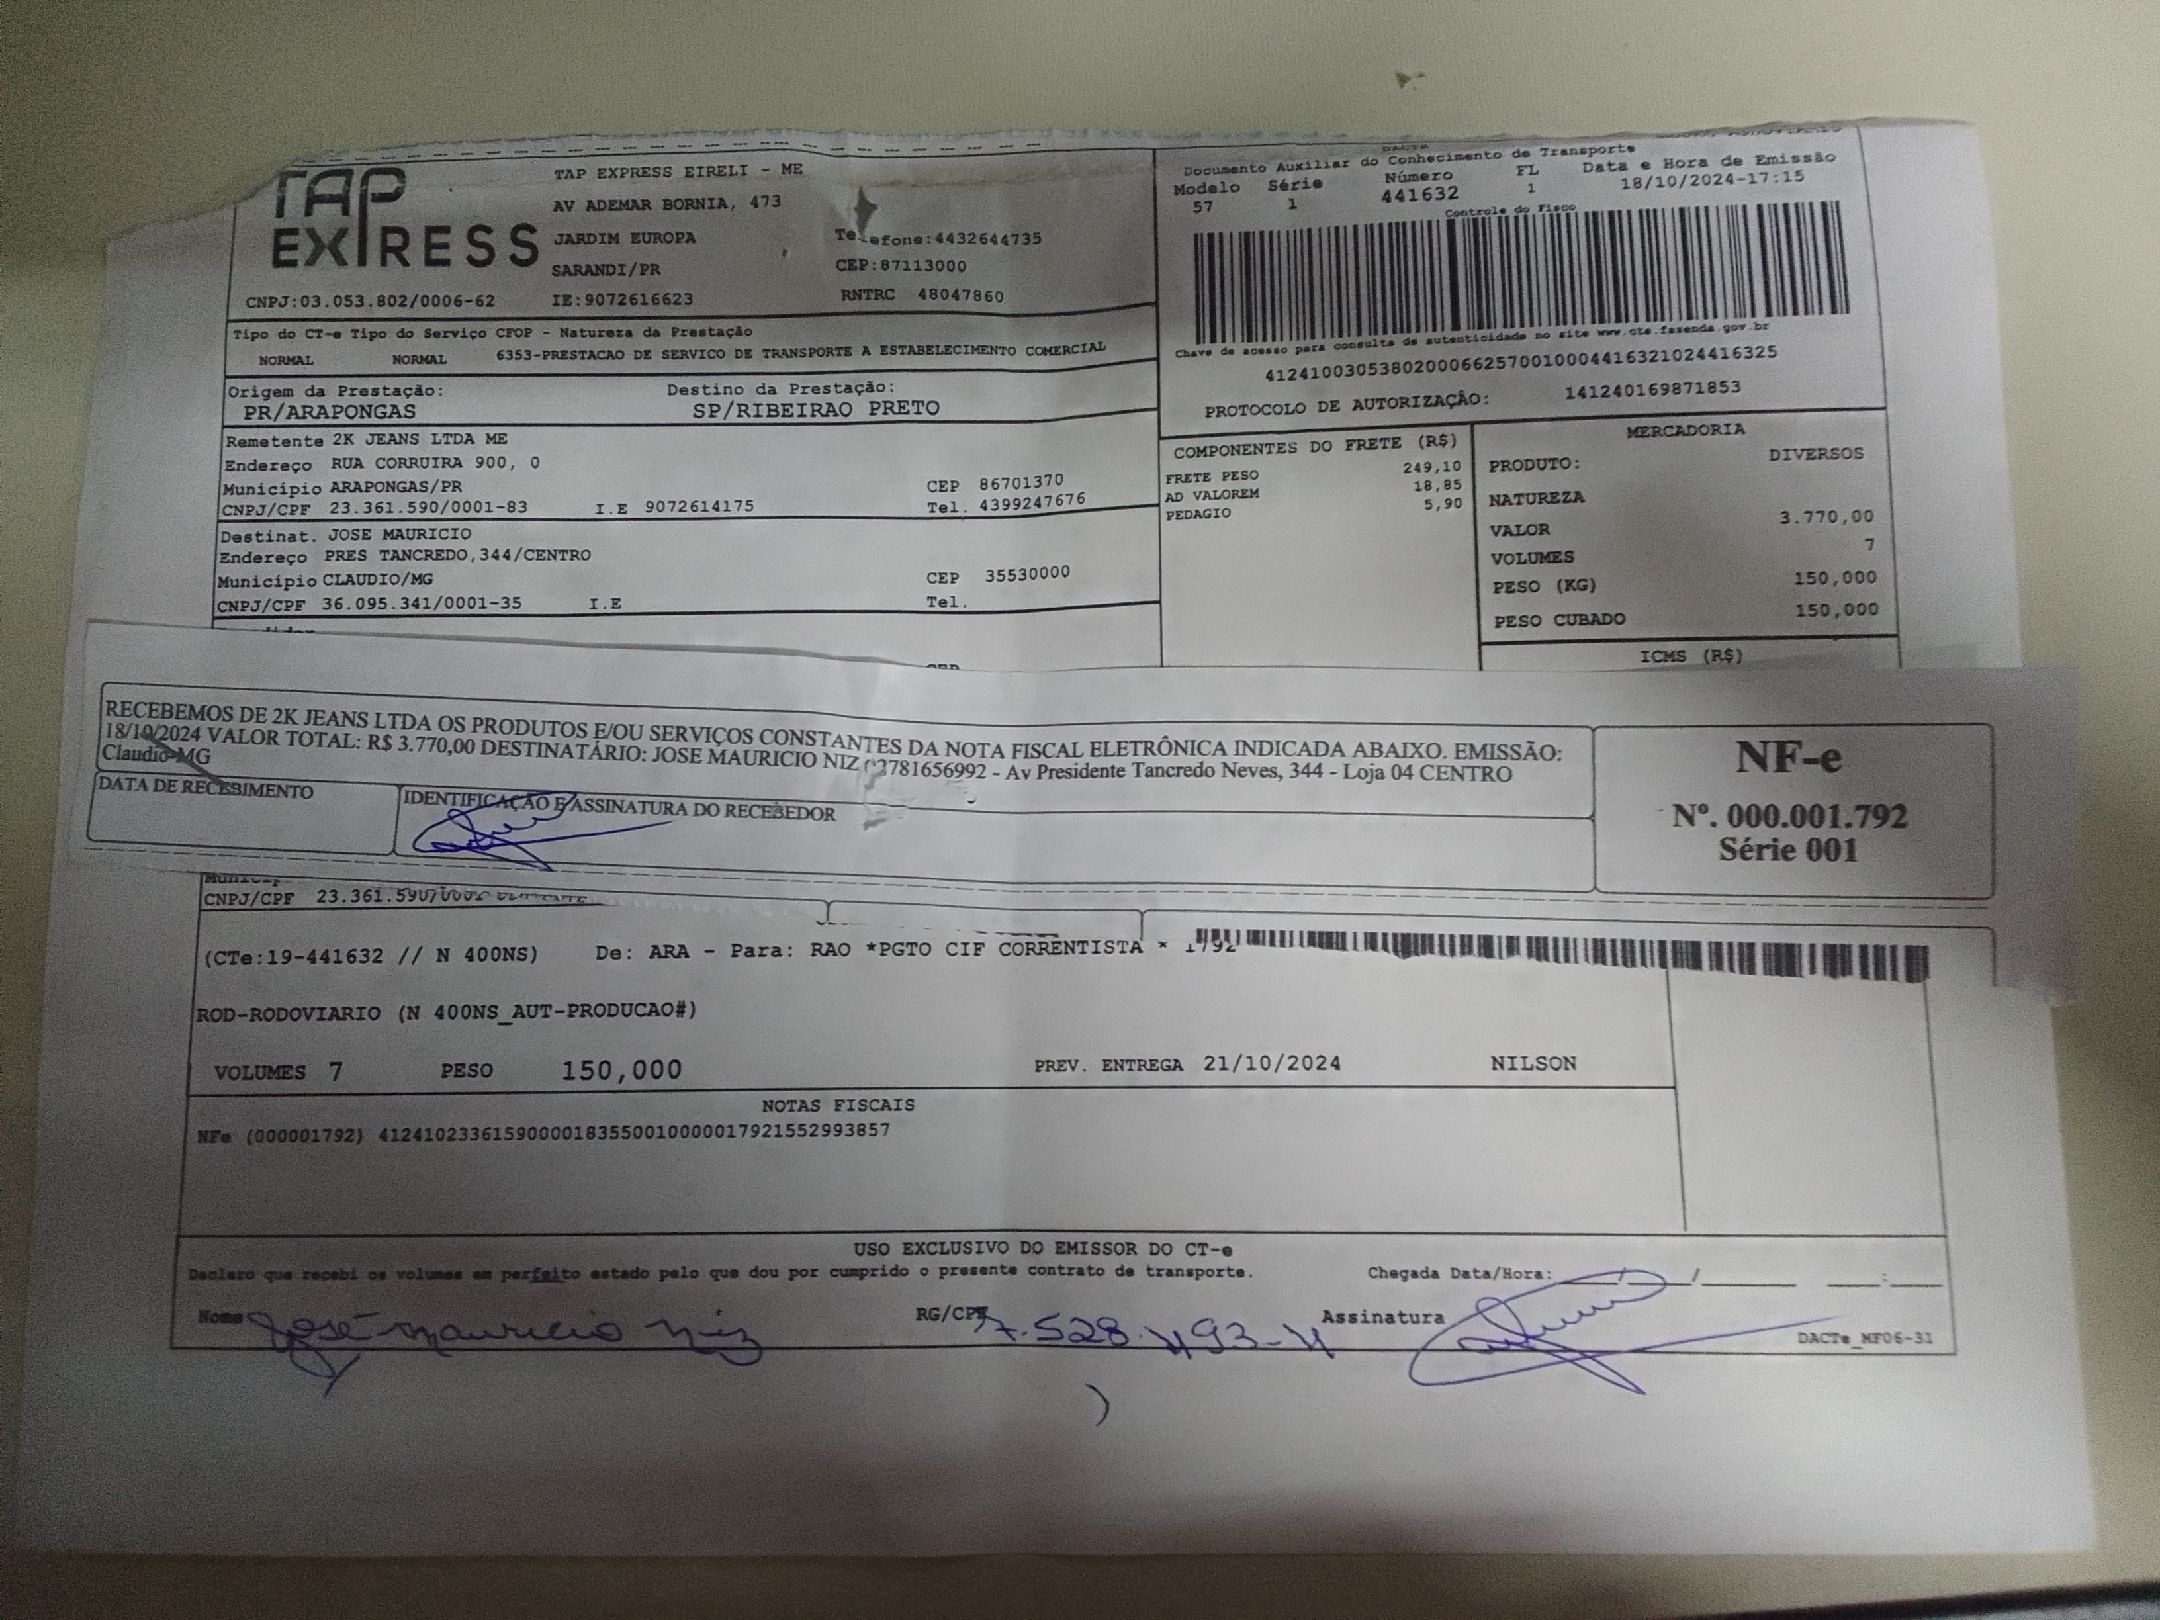 TAP EXPRESS
TAP EXPRESS EIRELI - ME
AV ADEMAR BORNIA, 473
JARDIM EUROPA Telefone:4432644735
SARANDI/PR CEP:87113000
CNPJ:03.053.802/0006-62 IE:9072616623 RNTRC 48047860
Documento Auxiliar do Conhecimento de Transporte
Modelo Série Número FL Data e Hora de Emissão
57 1 441632 1 18/10/2024-17:15
Controle do Fisco
Chave de acesso para consulta de autenticidade no site www.cte.fazenda.gov.br
41241003053802000662570010004416321024416325
PROTOCOLO DE AUTORIZAÇÃO: 141240169871853
Tipo do CT-e Tipo do Serviço CFOP - Natureza da Prestação
NORMAL NORMAL 6353-PRESTACAO DE SERVICO DE TRANSPORTE A ESTABELECIMENTO COMERCIAL
Origem da Prestação: Destino da Prestação:
PR/ARAPONGAS SP/RIBEIRAO PRETO
Remetente 2K JEANS LTDA ME
Endereço RUA CORRUIRA 900, 0
Município ARAPONGAS/PR CEP 86701370
CNPJ/CPF 23.361.590/0001-83 I.E 9072614175 Tel. 4399247676
Destinat. JOSE MAURICIO
Endereço PRES TANCREDO,344/CENTRO
Município CLAUDIO/MG CEP 35530000
CNPJ/CPF 36.095.341/0001-35 I.E Tel.
COMPONENTES DO FRETE (R$)
FRETE PESO 249,10
AD VALOREM 18,85
PEDAGIO 5,90
MERCADORIA
PRODUTO: DIVERSOS
NATUREZA
VALOR 3.770,00
VOLUMES 7
PESO (KG) 150,000
PESO CUBADO 150,000
ICMS (R$)
RECEBEMOS DE 2K JEANS LTDA OS PRODUTOS E/OU SERVIÇOS CONSTANTES DA NOTA FISCAL ELETRÔNICA INDICADA ABAIXO. EMISSÃO:
18/10/2024 VALOR TOTAL: R$ 3.770,00 DESTINATÁRIO: JOSE MAURICIO NIZ 3781656992 - Av Presidente Tancredo Neves, 344 - Loja 04 CENTRO
Claudio-MG
DATA DE RECEBIMENTO IDENTIFICAÇÃO E ASSINATURA DO RECEBEDOR
NF-e
Nº. 000.001.792
Série 001
CNPJ/CPF 23.361.590/
(CTe:19-441632 // N 400NS) De: ARA - Para: RAO *PGTO CIF CORRENTISTA * 1792
ROD-RODOVIARIO (N 400NS_AUT-PRODUCAO#)
VOLUMES 7 PESO 150,000 PREV. ENTREGA 21/10/2024 NILSON
NOTAS FISCAIS
NFe (000001792) 41241023361590000183550010000017921552993857
USO EXCLUSIVO DO EMISSOR DO CT-e
Declaro que recebi os volumes em perfeito estado pelo que dou por cumprido o presente contrato de transporte. Chegada Data/Hora: / / :
Nome José Mauricio Niz RG/CPF 7.528.493-4 Assinatura
DACTe_MF06-31